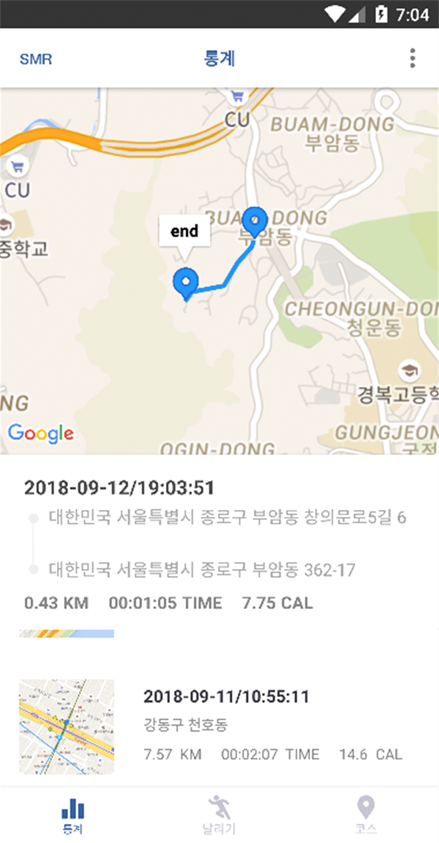 7:04
SMR
통계
CU
BUAM-DONG
부암동
CU
end
BUAM-DONG
부암동
중학교
CHEONGUN-DONG
청운동
경복고등학
NG
Google
GUNGJEON
OGIN-DONG
2018-09-12/19:03:51
대한민국 서울특별시 종로구 부암동 창의문로5길 6
대한민국 서울특별시 종로구 부암동 362-17
0.43 KM 00:01:05 TIME 7.75 CAL
2018-09-11/10:55:11
강동구 천호동
7.57 KM 00:02:07 TIME 14.6 CAL
통계
날리기
코스